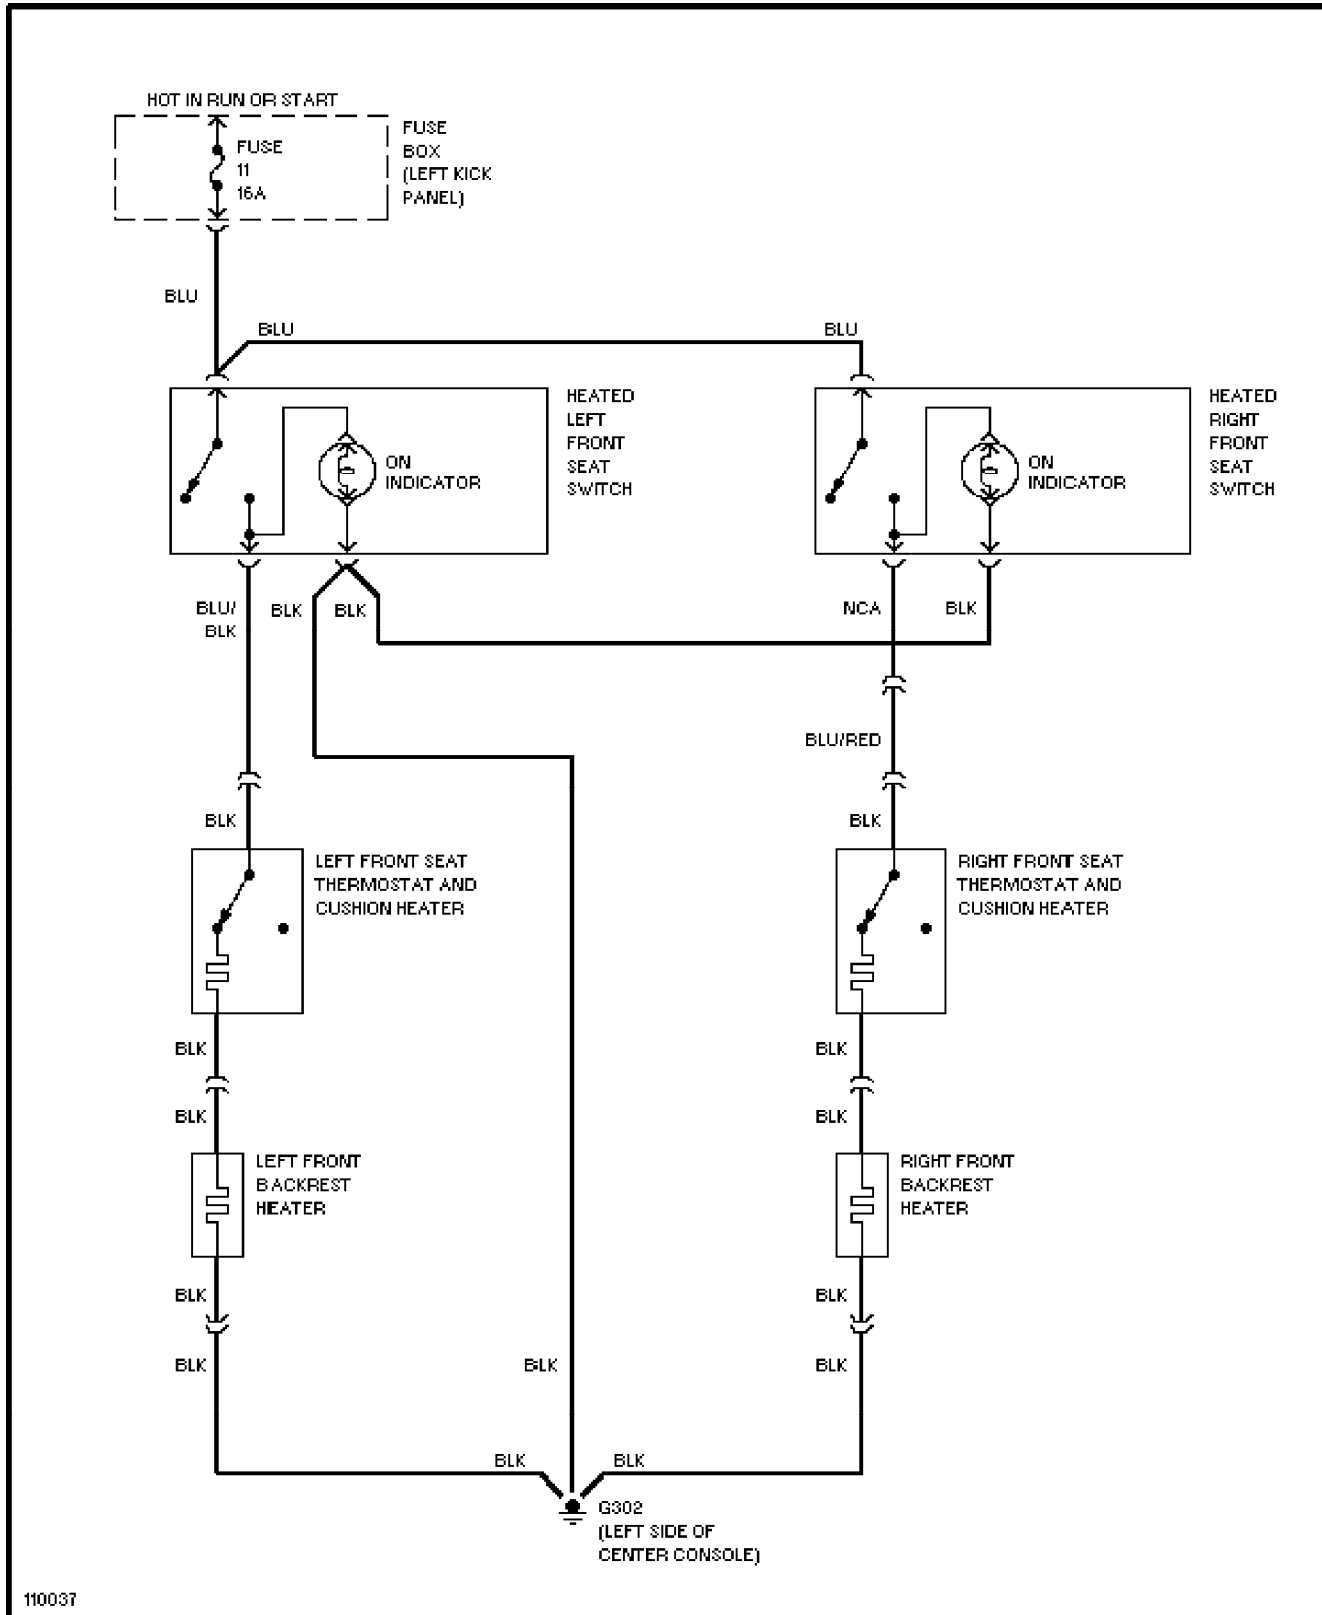 HOT IN RUN OR START
FUSE
11
16A
FUSE
BOX
(LEFT KICK
PANEL)
BLU
BLU
BLU
HEATED
LEFT
FRONT
SEAT
SWITCH
ON
INDICATOR
HEATED
RIGHT
FRONT
SEAT
SWITCH
ON
INDICATOR
BLU/
BLK
BLK
BLK
NCA
BLK
BLU/RED
BLK
BLK
LEFT FRONT SEAT
THERMOSTAT AND
CUSHION HEATER
RIGHT FRONT SEAT
THERMOSTAT AND
CUSHION HEATER
BLK
BLK
BLK
BLK
LEFT FRONT
BACKREST
HEATER
RIGHT FRONT
BACKREST
HEATER
BLK
BLK
BLK
BLK
BLK
BLK
BLK
G302
(LEFT SIDE OF
CENTER CONSOLE)
110037